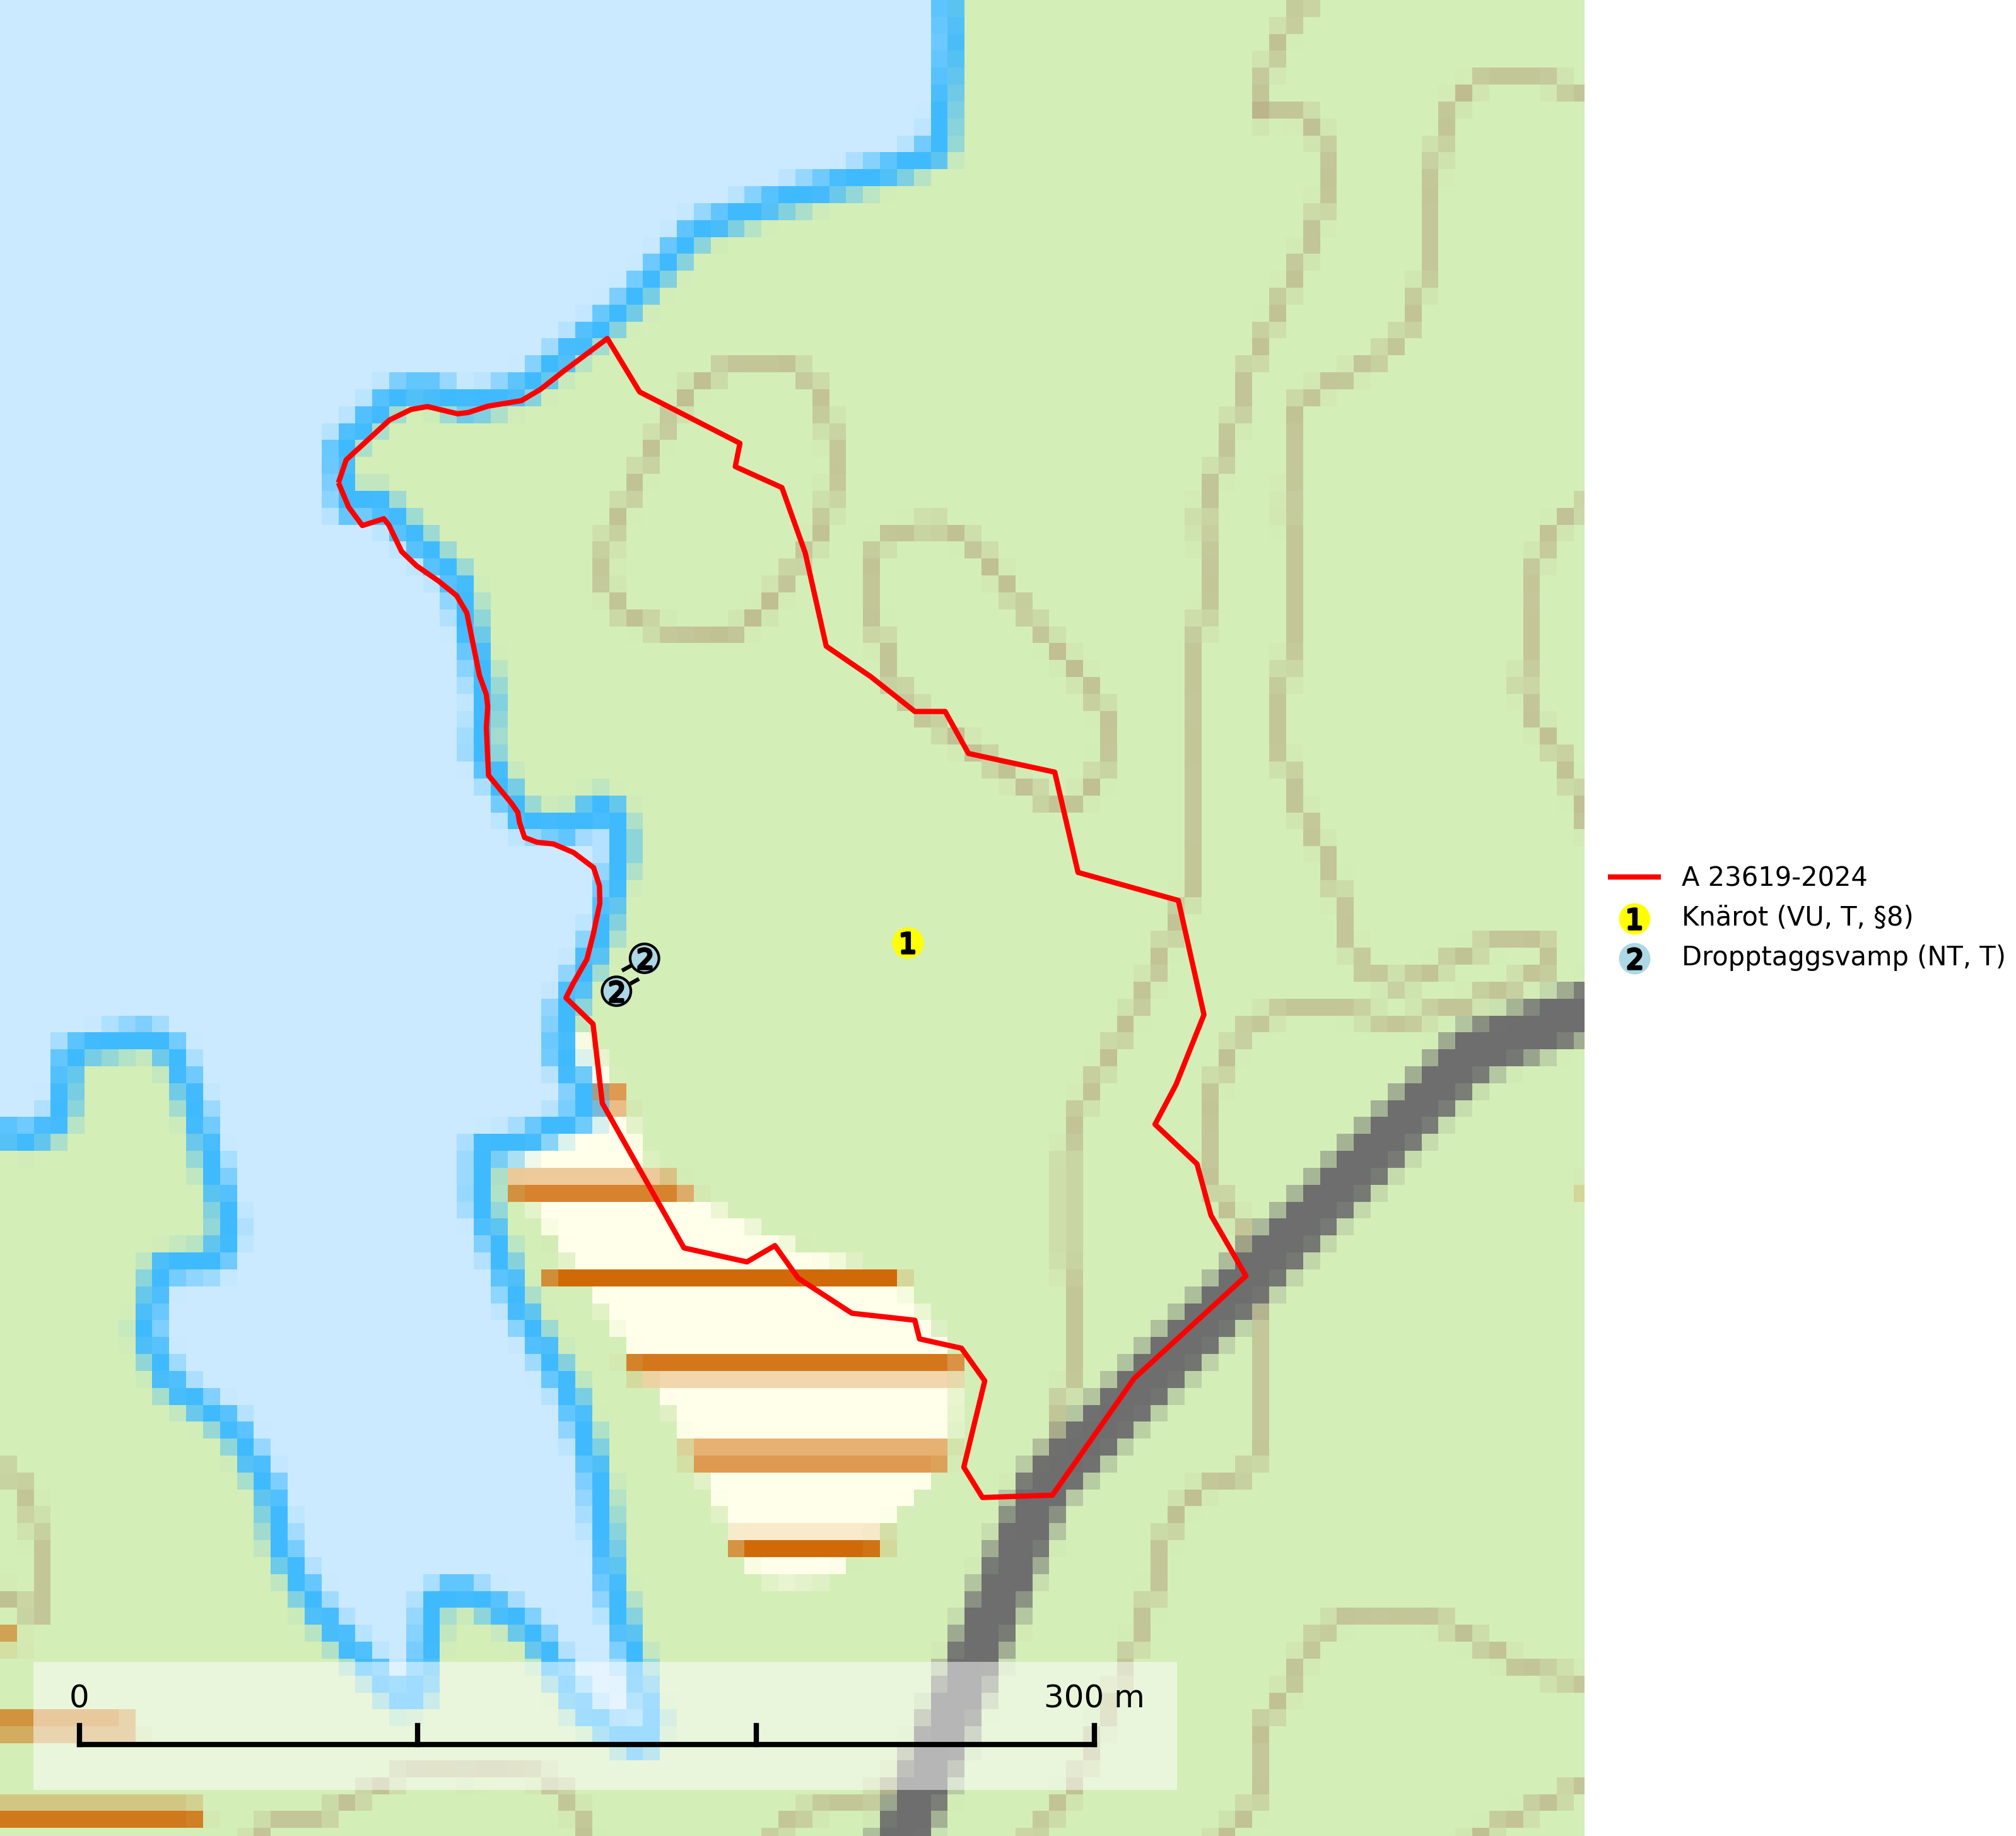 2
2
1
A 23619-2024
1 Knärot (VU, T, §8)
2 Dropptaggsvamp (NT, T)
0 300 m